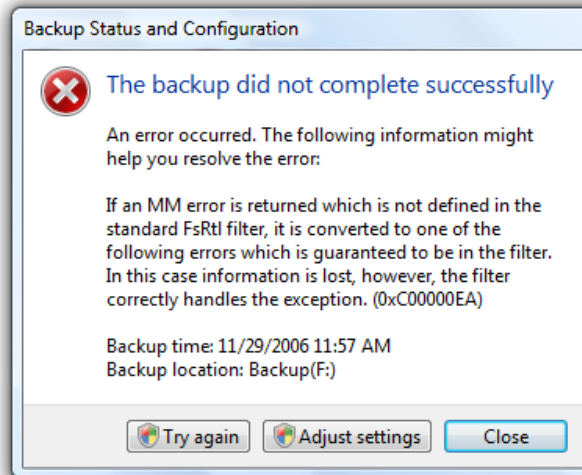 Backup Status and Configuration
The backup did not complete successfully
An error occurred. The following information might
help you resolve the error:
If an MM error is returned which is not defined in the
standard FsRtl filter, it is converted to one of the
following errors which is guaranteed to be in the filter.
In this case information is lost, however, the filter
correctly handles the exception. (0xC00000EA)
Backup time: 11/29/2006 11:57 AM
Backup location: Backup(F:)
Try again
Adjust settings
Close